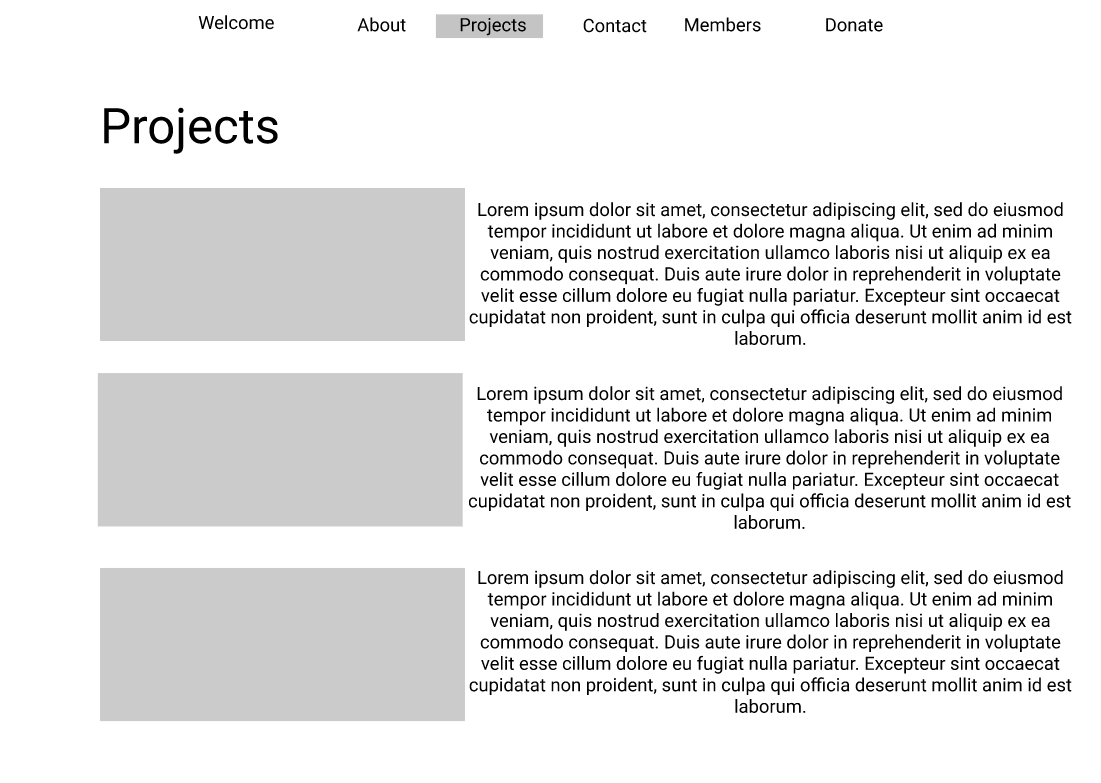 Welcome About Projects Contact Members Donate
Projects
Lorem ipsum dolor sit amet, consectetur adipiscing elit, sed do eiusmod
tempor incididunt ut labore et dolore magna aliqua. Ut enim ad minim
veniam, quis nostrud exercitation ullamco laboris nisi ut aliquip ex ea
commodo consequat. Duis aute irure dolor in reprehenderit in voluptate
velit esse cillum dolore eu fugiat nulla pariatur. Excepteur sint occaecat
cupidatat non proident, sunt in culpa qui officia deserunt mollit anim id est
laborum.
Lorem ipsum dolor sit amet, consectetur adipiscing elit, sed do eiusmod
tempor incididunt ut labore et dolore magna aliqua. Ut enim ad minim
veniam, quis nostrud exercitation ullamco laboris nisi ut aliquip ex ea
commodo consequat. Duis aute irure dolor in reprehenderit in voluptate
velit esse cillum dolore eu fugiat nulla pariatur. Excepteur sint occaecat
cupidatat non proident, sunt in culpa qui officia deserunt mollit anim id est
laborum.
Lorem ipsum dolor sit amet, consectetur adipiscing elit, sed do eiusmod
tempor incididunt ut labore et dolore magna aliqua. Ut enim ad minim
veniam, quis nostrud exercitation ullamco laboris nisi ut aliquip ex ea
commodo consequat. Duis aute irure dolor in reprehenderit in voluptate
velit esse cillum dolore eu fugiat nulla pariatur. Excepteur sint occaecat
cupidatat non proident, sunt in culpa qui officia deserunt mollit anim id est
laborum.